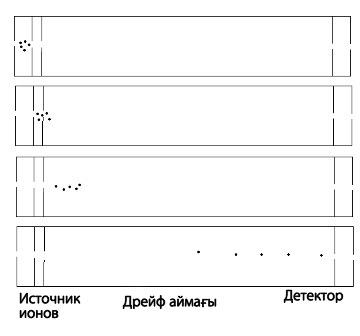 Источник
ионов
Дрейф аймағы
Детектор